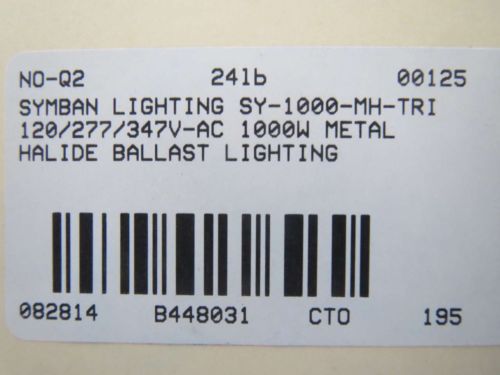 NO-Q2 24lb 00125
SYMBAN LIGHTING SY-1000-MH-TRI
120/277/347V-AC 1000W METAL
HALIDE BALLAST LIGHTING
082814 B448031 CTO 195